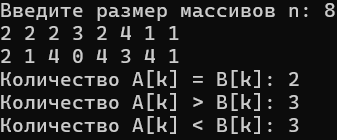 Введите размер массивов n: 8
2 2 2 3 2 4 1 1
2 1 4 0 4 3 4 1
Количество A[k] = B[k]: 2
Количество A[k] > B[k]: 3
Количество A[k] < B[k]: 3